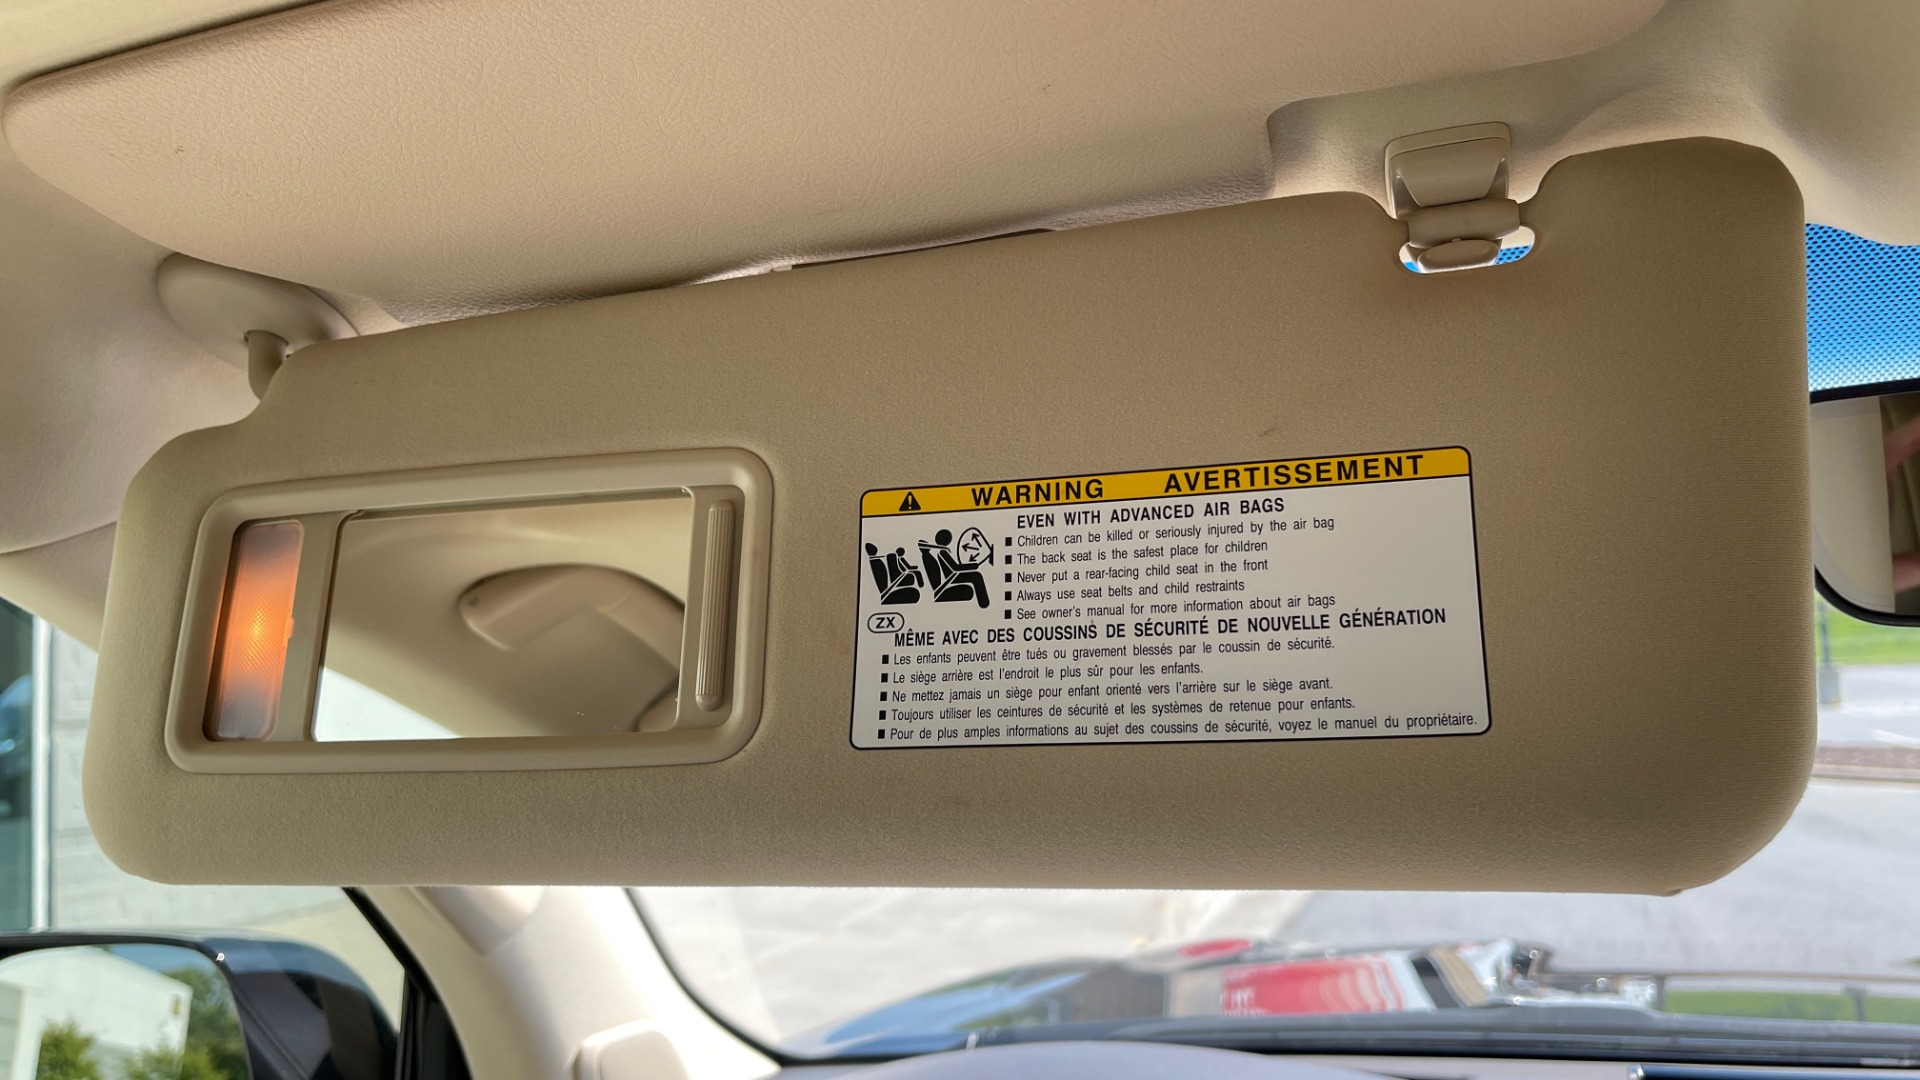 WARNING AVERTISSEMENT
EVEN WITH ADVANCED AIR BAGS
■ Children can be killed or seriously injured by the air bag
■ The back seat is the safest place for children
■ Never put a rear-facing child seat in the front
■ Always use seat belts and child restraints
■ See owner's manual for more information about air bags
ZX
MÊME AVEC DES COUSSINS DE SÉCURITÉ DE NOUVELLE GÉNÉRATION
■ Les enfants peuvent être tués ou gravement blessés par le coussin de sécurité.
■ Le siège arrière est l'endroit le plus sûr pour les enfants.
■ Ne mettez jamais un siège pour enfant orienté vers l'arrière sur le siège avant.
■ Toujours utiliser les ceintures de sécurité et les systèmes de retenue pour enfants.
■ Pour de plus amples informations au sujet des coussins de sécurité, voyez le manuel du propriétaire.